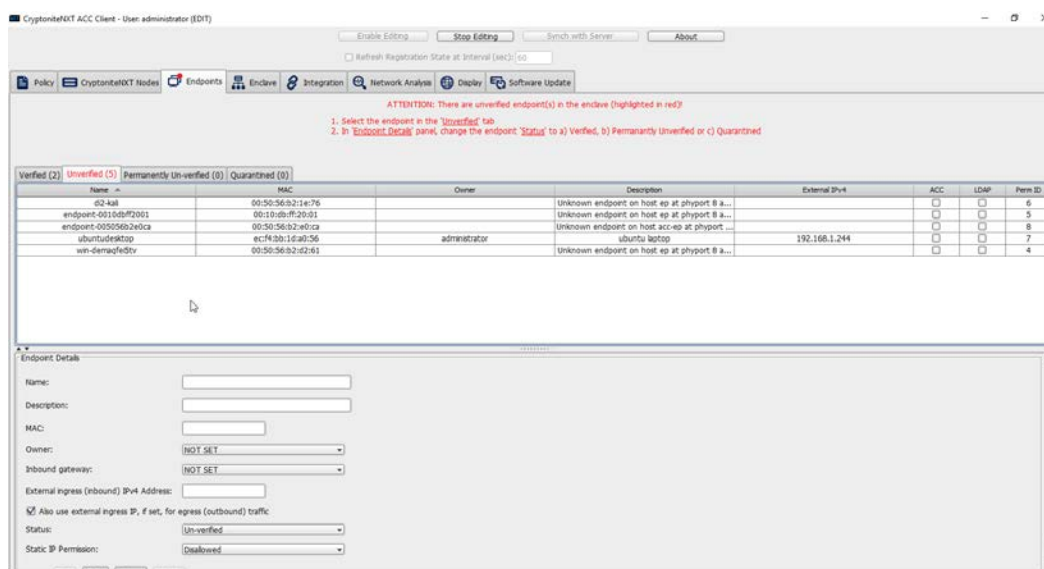 CryptoniteNXT ACC Client - User: administrator (EDIT)
Enable Editing Stop Editing Synch with Server About
Refresh Registration State at Interval (sec): 60
Policy CryptoniteNXT Nodes Endpoints Enclave Integration Network Analysis Display Software Update
ATTENTION: There are unverified endpoint(s) in the enclave (highlighted in red)!
1. Select the endpoint in the 'Unverified' tab
2. In 'Endpoint Details' panel, change the endpoint 'Status' to a) Verified, b) Permanantly Unverified or c) Quarantined
Verified (2) Unverified (5) Permanently Un-verified (0) Quarantined (0)
Name MAC Owner Description External IPv4 ACC LDAP Perm ID
di2-kali 00:50:56:b2:1e:76 Unknown endpoint on host ep at phyport 8 a... 6
endpoint-0010dbff2001 00:10:db:ff:20:01 Unknown endpoint on host ep at phyport 8 a... 5
endpoint-005056b2e0ca 00:50:56:b2:e0:ca Unknown endpoint on host acc-ep at phyport ... 8
ubuntudesktop ec:f4:bb:1d:a0:56 administrator ubuntu laptop 192.168.1.244 7
win-demaqfeditv 00:50:56:b2:d2:61 Unknown endpoint on host ep at phyport 8 a... 4
Endpoint Details
Name:
Description:
MAC:
Owner: NOT SET
Inbound gateway: NOT SET
External ingress (inbound) IPv4 Address:
Also use external ingress IP, if set, for egress (outbound) traffic
Status: Un-verified
Static IP Permission: Disallowed